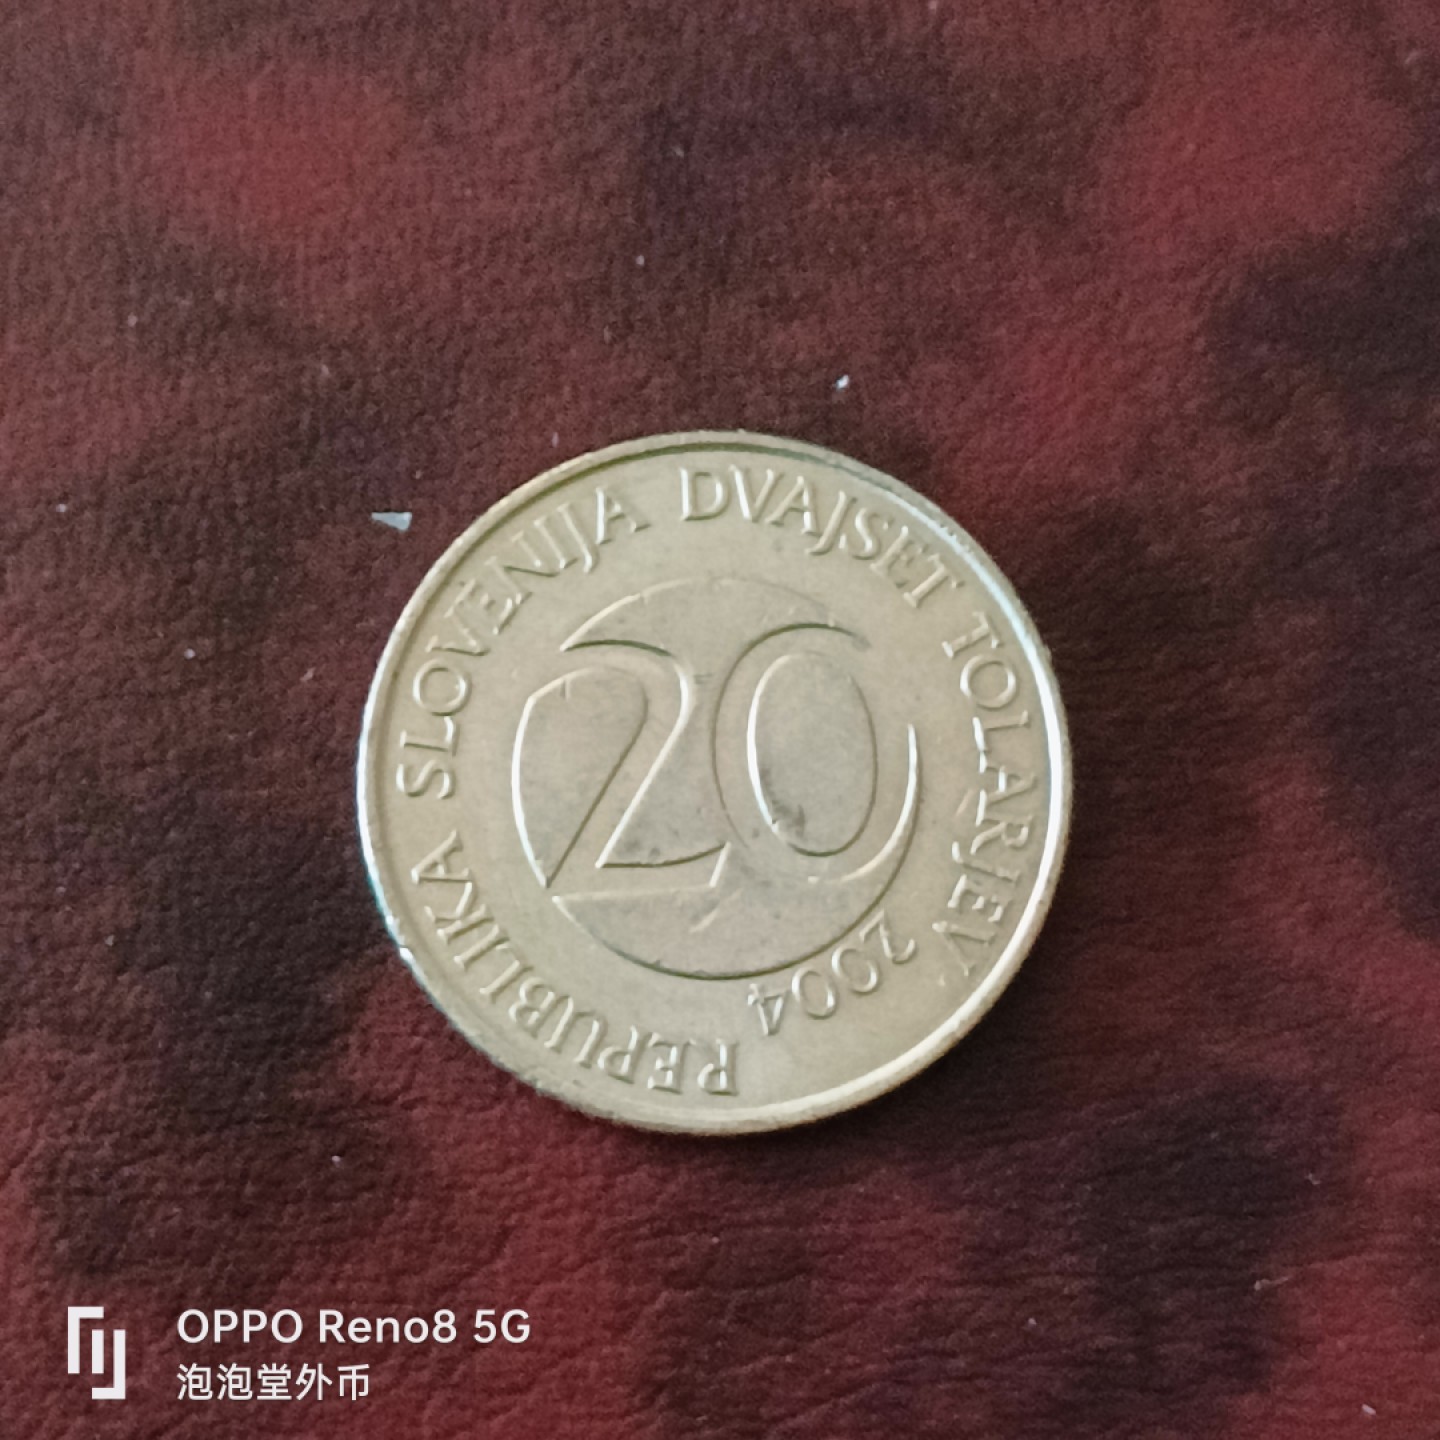 REPUBLIKA SLOVENIJA DVAJSET TOLARJEV 2004
20
OPPO Reno8 5G
泡泡堂外币